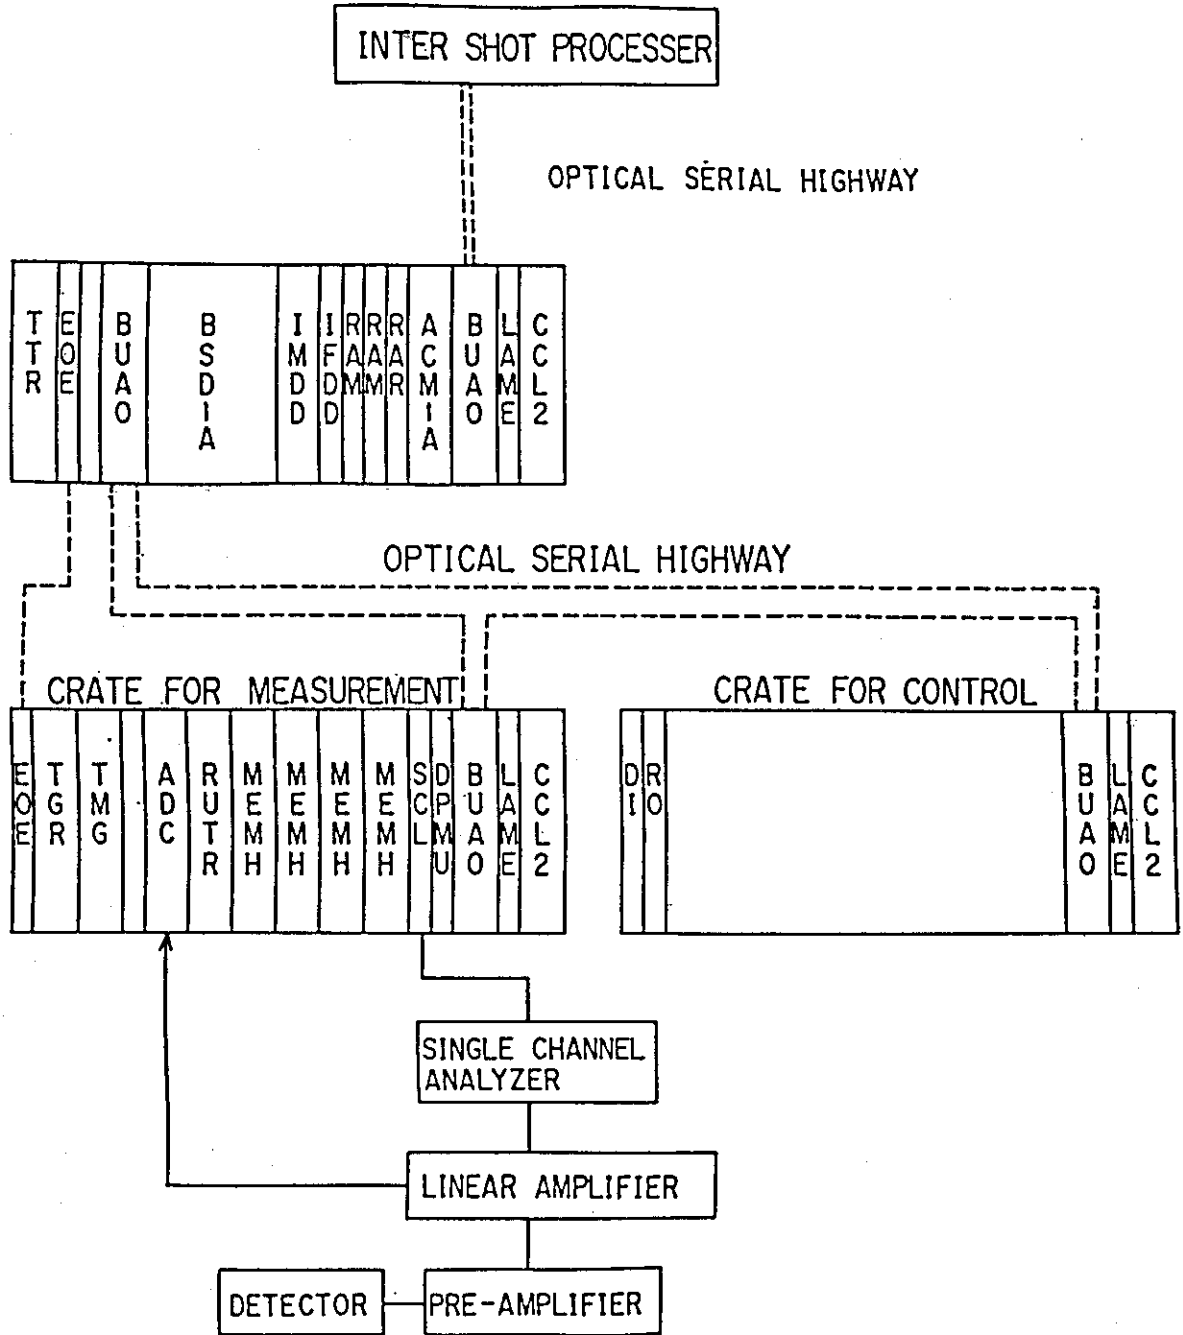 INTER SHOT PROCESSER
OPTICAL SERIAL HIGHWAY
TTR
EOE
BUAO
BSDIA
IMDD
IFDD
RAM
RAM
RAR
ACMIA
BUAO
LAME
CCL2
OPTICAL SERIAL HIGHWAY
CRATE FOR MEASUREMENT
CRATE FOR CONTROL
EOE
TGR
TMG
ADC
RUTR
MEMH
MEMH
MEMH
MEMH
SCL
DPMU
BUAO
LAME
CCL2
DI
RO
BUAO
LAME
CCL2
SINGLE CHANNEL
ANALYZER
LINEAR AMPLIFIER
DETECTOR
PRE-AMPLIFIER